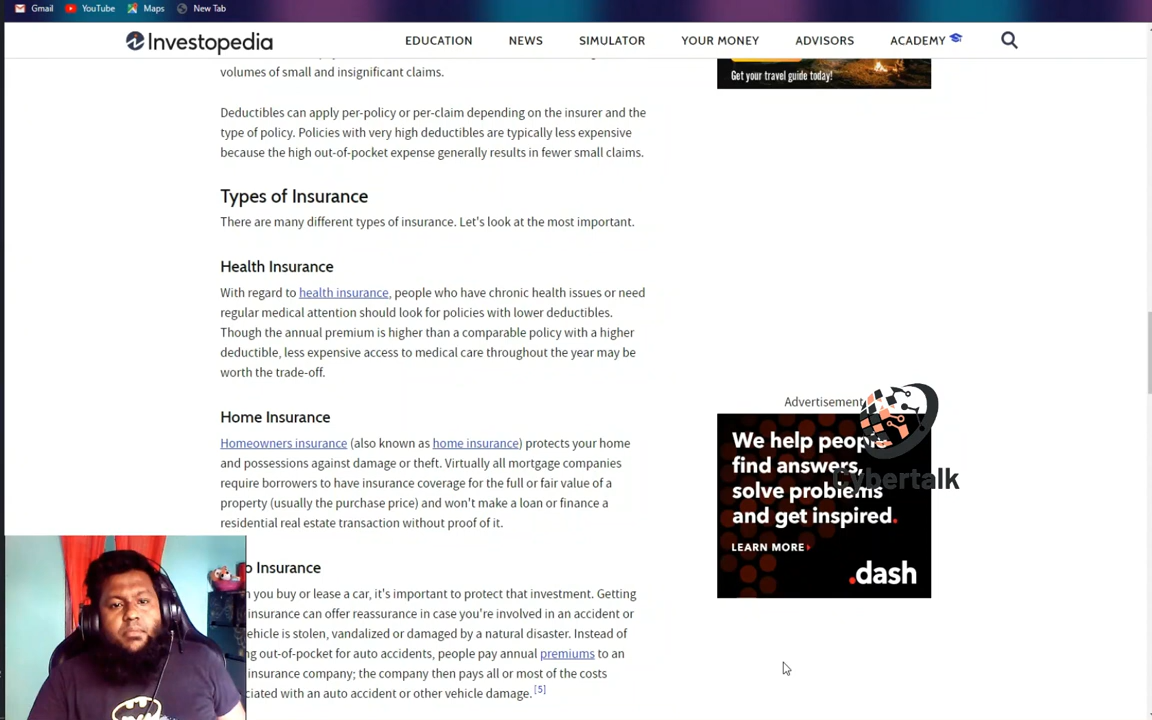 Gmail YouTube Maps New Tab
Investopedia EDUCATION NEWS SIMULATOR YOUR MONEY ADVISORS ACADEMY
volumes of small and insignificant claims.
Get your travel guide today!
Deductibles can apply per-policy or per-claim depending on the insurer and the
type of policy. Policies with very high deductibles are typically less expensive
because the high out-of-pocket expense generally results in fewer small claims.
Types of Insurance
There are many different types of insurance. Let's look at the most important.
Health Insurance
With regard to health insurance, people who have chronic health issues or need
regular medical attention should look for policies with lower deductibles.
Though the annual premium is higher than a comparable policy with a higher
deductible, less expensive access to medical care throughout the year may be
worth the trade-off.
Home Insurance
Homeowners insurance (also known as home insurance) protects your home
and possessions against damage or theft. Virtually all mortgage companies
require borrowers to have insurance coverage for the full or fair value of a
property (usually the purchase price) and won't make a loan or finance a
residential real estate transaction without proof of it.
Insurance
you buy or lease a car, it's important to protect that investment. Getting
insurance can offer reassurance in case you're involved in an accident or
vehicle is stolen, vandalized or damaged by a natural disaster. Instead of
out-of-pocket for auto accidents, people pay annual premiums to an
insurance company; the company then pays all or most of the costs
with an auto accident or other vehicle damage. [5]
Advertisement
We help people
find answers,
solve problems
and get inspired.
LEARN MORE
.dash
Cybertalk